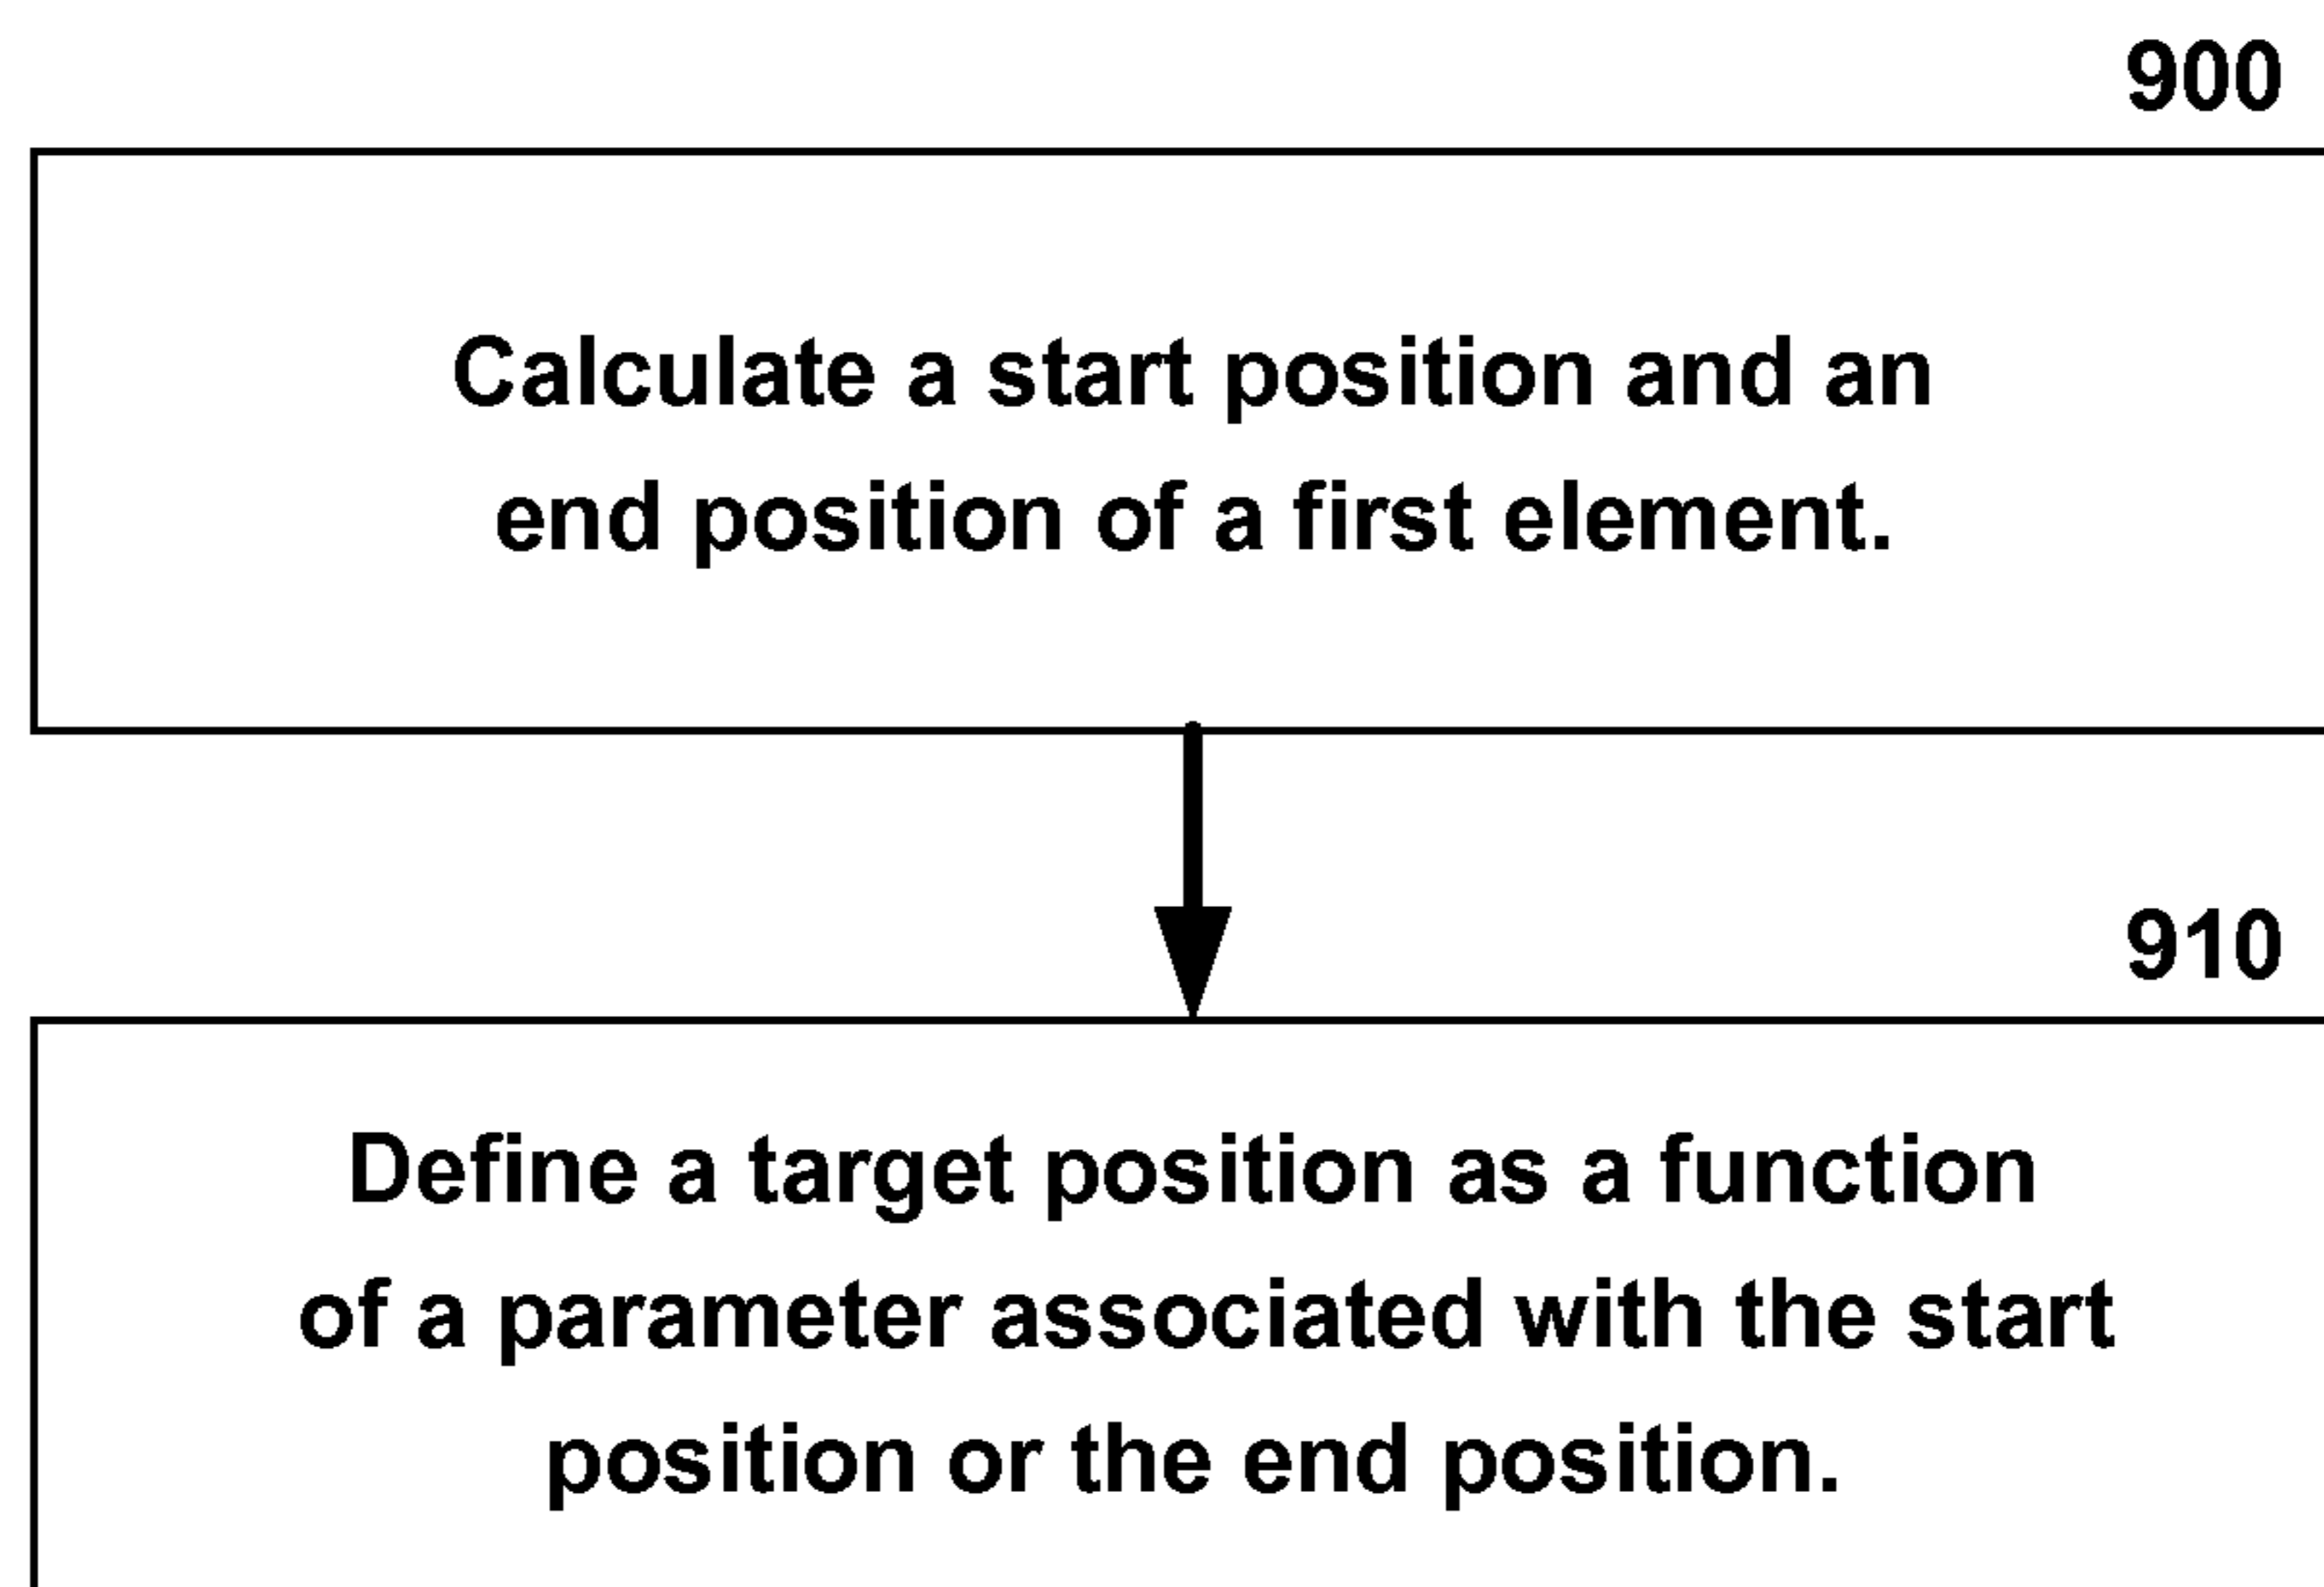 900
Calculate a start position and an
end position of a first element.
910
Define a target position as a function
of a parameter associated with the start
position or the end position.